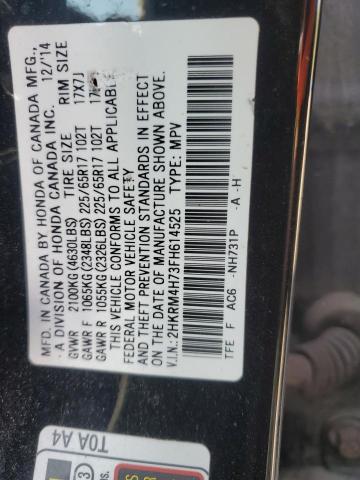 MFD. IN CANADA BY HONDA OF CANADA MFG.,
A DIVISION OF HONDA CANADA INC. 12/'14
GVWR 2100KG(4630LBS) TIRE SIZE RIM SIZE
GAWR F 1065KG(2348LBS) 225/65R17 102T 17X7J
GAWR R 1055KG(2326LBS) 225/65R17 102T
THIS VEHICLE CONFORMS TO ALL APPLICABLE
FEDERAL MOTOR VEHICLE SAFETY
AND THEFT PREVENTION STANDARDS IN EFFECT
ON THE DATE OF MANUFACTURE SHOWN ABOVE.
V.I.N.: 2HKRM4H73FH614525 TYPE: MPV
TFE F AC6 -NH731P -A -H
T0A A4